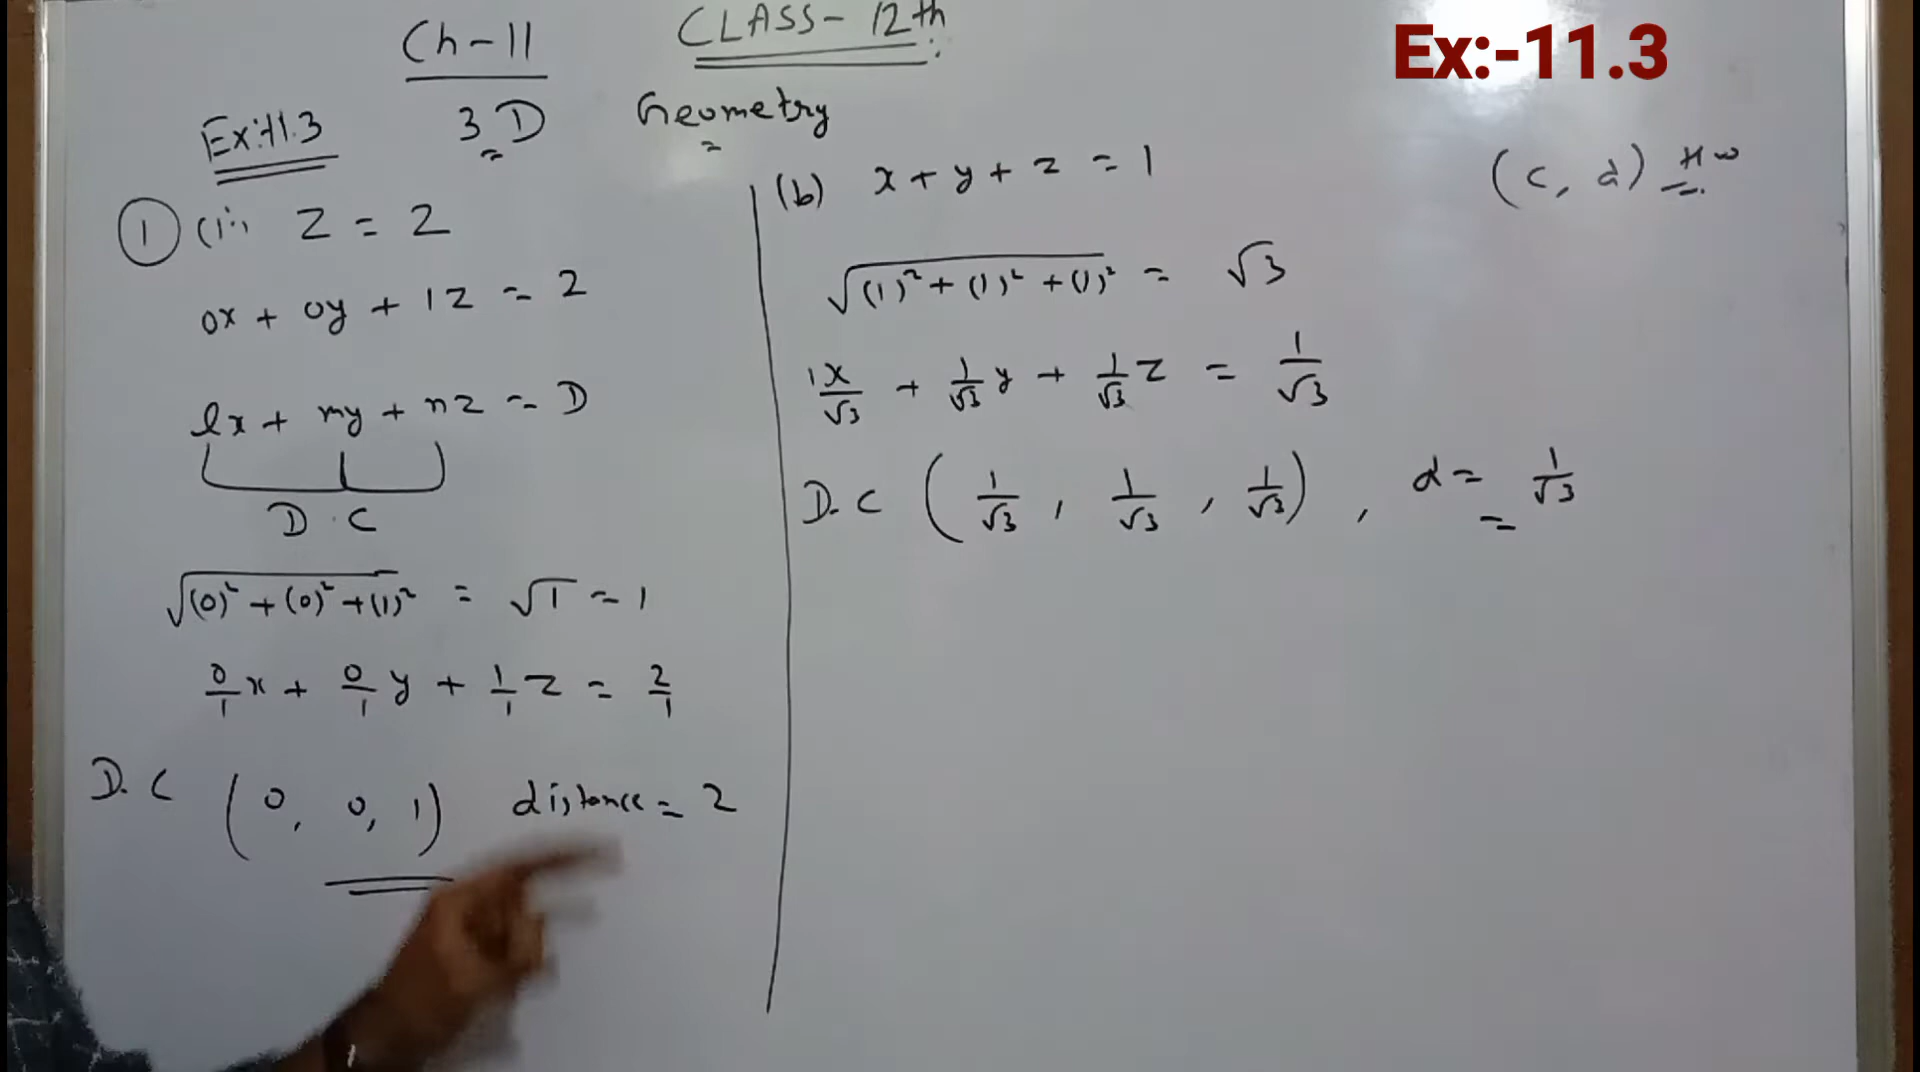 Ch-11 CLASS- 12th
Ex:-11.3
Ex:-11.3 3D Geometry
① (i) Z = 2
0x + 0y + 1z = 2
lx + my + nz = D
D.C
√(0)² + (0)² + (1)² = √1 = 1
0/1 x + 0/1 y + 1/1 z = 2/1
D.C (0, 0, 1) distance = 2
(b) x + y + z = 1
√(1)² + (1)² + (1)² = √3
1x/√3 + 1/√3 y + 1/√3 z = 1/√3
D.C (1/√3, 1/√3, 1/√3), d = 1/√3
(c, d) Hw